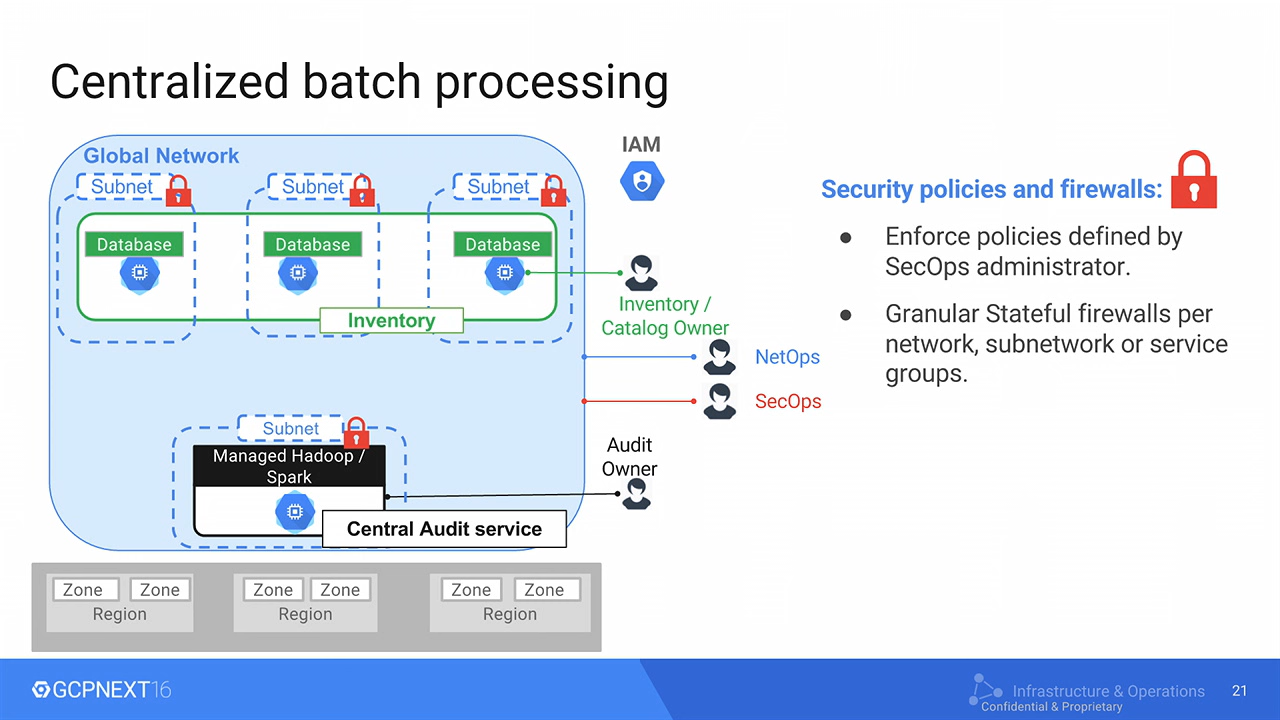 Centralized batch processing
Global Network
Subnet
Subnet
Subnet
Database
Database
Database
Inventory
IAM
Inventory /
Catalog Owner
NetOps
SecOps
Subnet
Managed Hadoop /
Spark
Central Audit service
Audit
Owner
Zone
Zone
Region
Zone
Zone
Region
Zone
Zone
Region
Security policies and firewalls:
● Enforce policies defined by
SecOps administrator.
● Granular Stateful firewalls per
network, subnetwork or service
groups.
GCPNEXT16
Infrastructure & Operations
Confidential & Proprietary
21